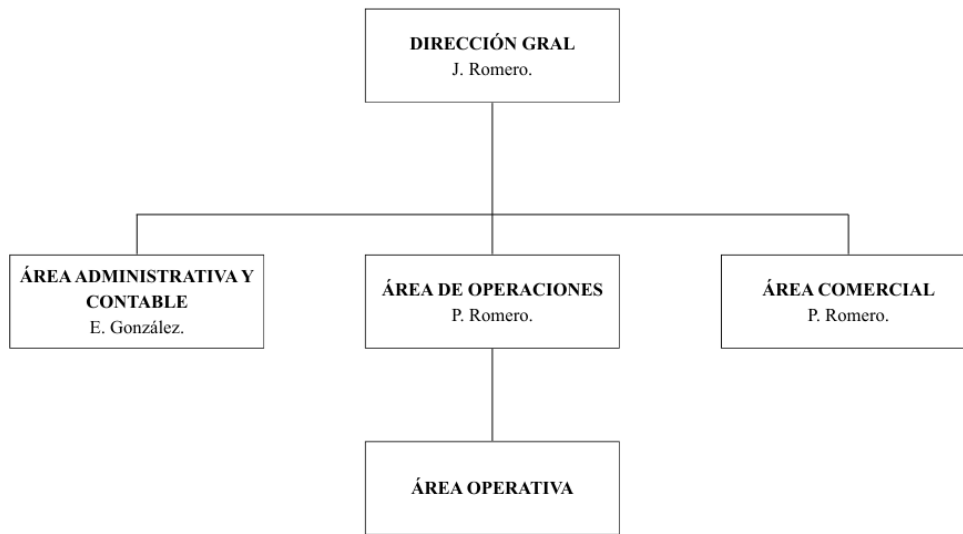 DIRECCIÓN GRAL
J. Romero.
ÁREA ADMINISTRATIVA Y
CONTABLE
E. González.
ÁREA DE OPERACIONES
P. Romero.
ÁREA COMERCIAL
P. Romero.
ÁREA OPERATIVA